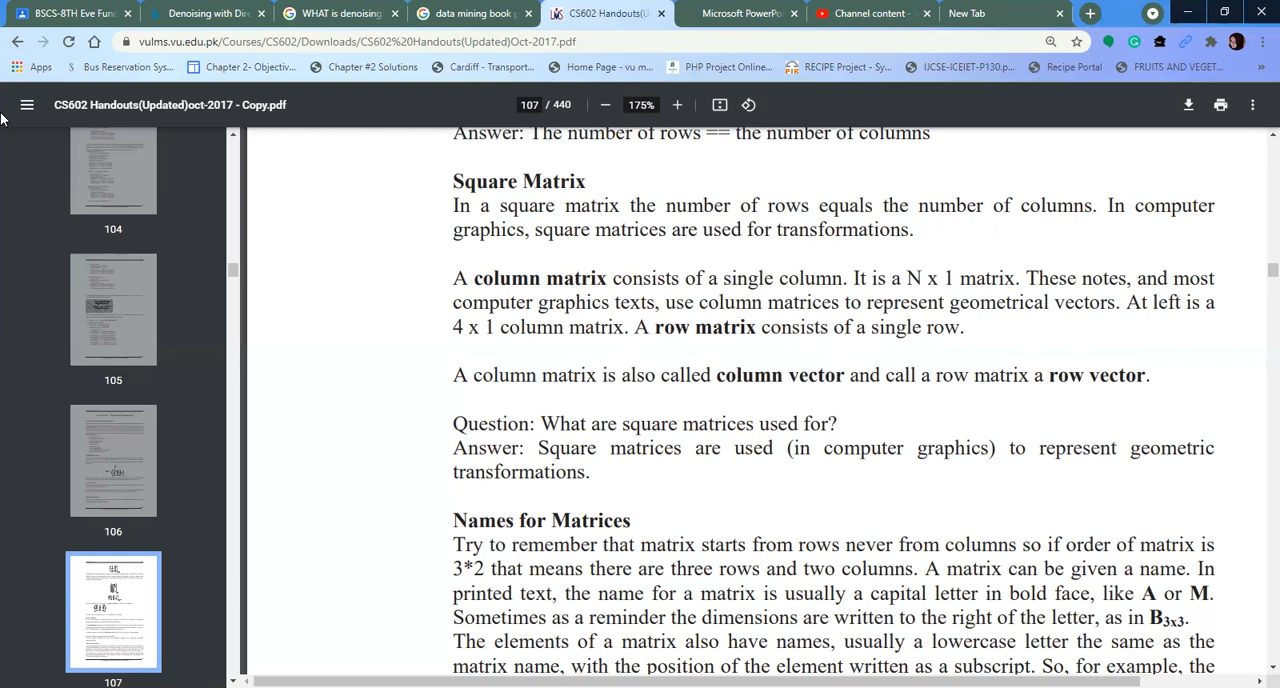 BSCS-8TH Eve Fun
Denoising with Dir
WHAT is denoising
data mining book
CS602 Handouts(U
Microsoft PowerPo
Channel content -
New Tab
vulms.vu.edu.pk/Courses/CS602/Downloads/CS602%20Handouts(Updated)Oct-2017.pdf
Apps
Bus Reservation Sys...
Chapter 2- Objectiv...
Chapter #2 Solutions
Cardiff - Transport...
Home Page - vu m...
PHP Project Online...
RECIPE Project - Sy...
IJCSE-ICEIET-P130.p...
Recipe Portal
FRUITS AND VEGET...
CS602 Handouts(Updated)oct-2017 - Copy.pdf
107 / 440
175%
104
105
106
107
Answer: The number of rows == the number of columns
Square Matrix
In a square matrix the number of rows equals the number of columns. In computer
graphics, square matrices are used for transformations.
A column matrix consists of a single column. It is a N x 1 matrix. These notes, and most
computer graphics texts, use column matrices to represent geometrical vectors. At left is a
4 x 1 column matrix. A row matrix consists of a single row.
A column matrix is also called column vector and call a row matrix a row vector.
Question: What are square matrices used for?
Answer: Square matrices are used (in computer graphics) to represent geometric
transformations.
Names for Matrices
Try to remember that matrix starts from rows never from columns so if order of matrix is
3*2 that means there are three rows and two columns. A matrix can be given a name. In
printed text, the name for a matrix is usually a capital letter in bold face, like A or M.
Sometimes as a reminder the dimensions are written to the right of the letter, as in B3x3.
The elements of a matrix also have names, usually a lowercase letter the same as the
matrix name, with the position of the element written as a subscript. So, for example, the